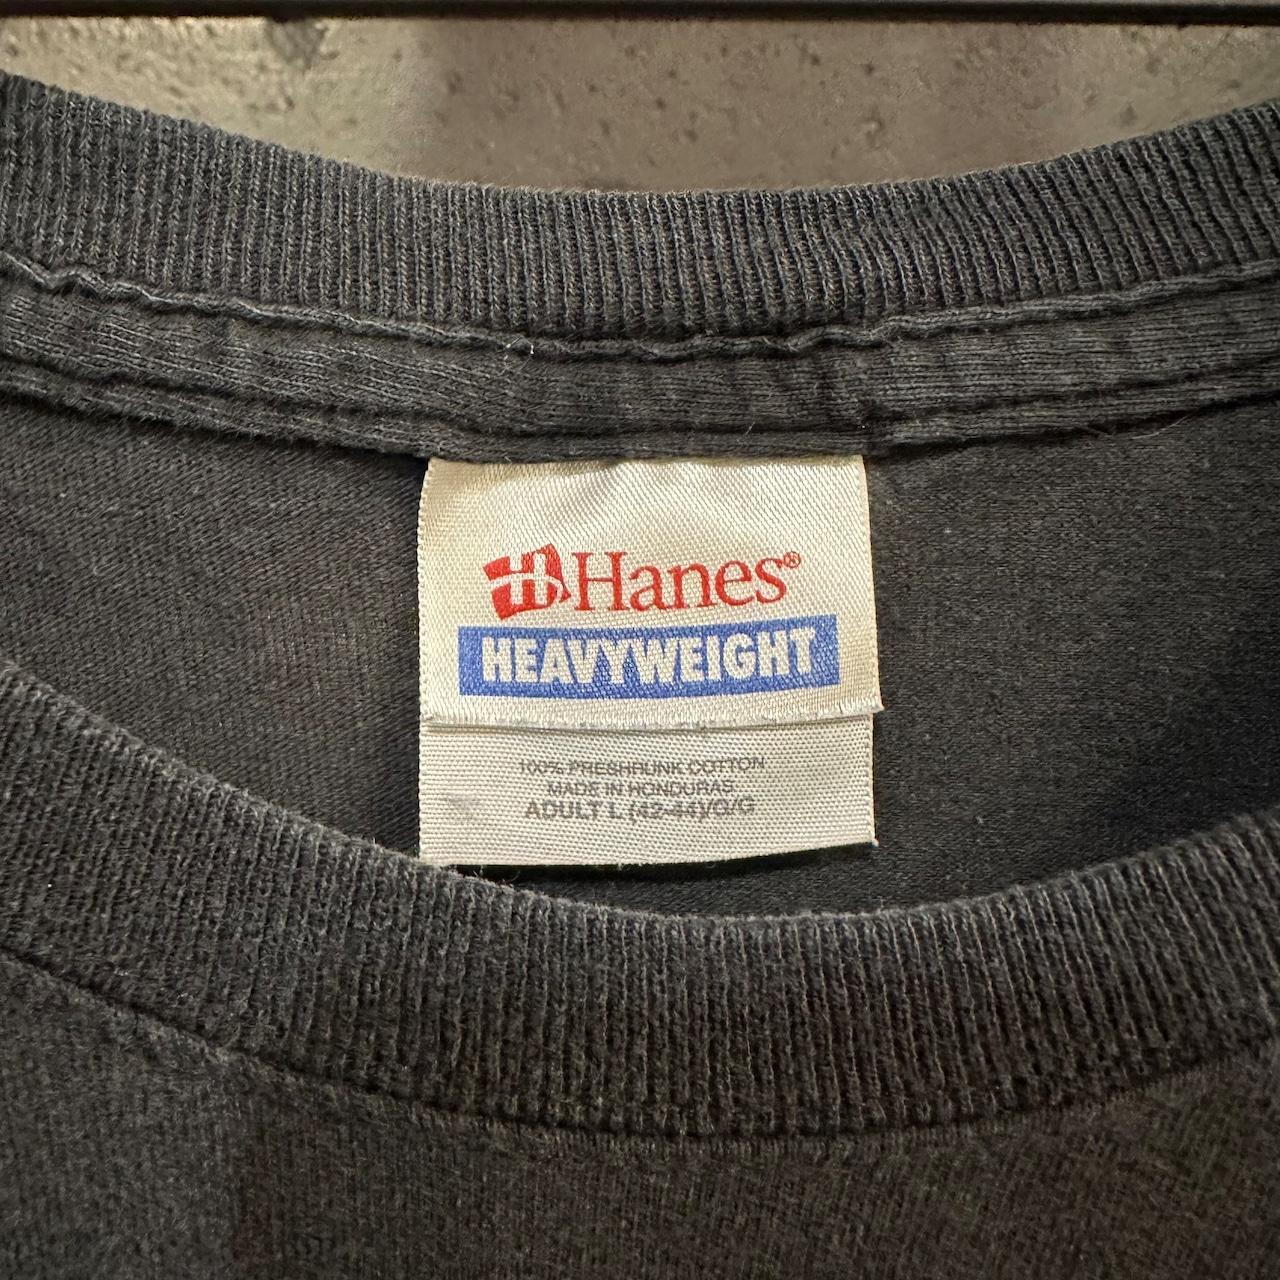 Hanes®
HEAVYWEIGHT
100% PRESHRUNK COTTON
MADE IN HONDURAS
ADULT L (42-44)/G/G